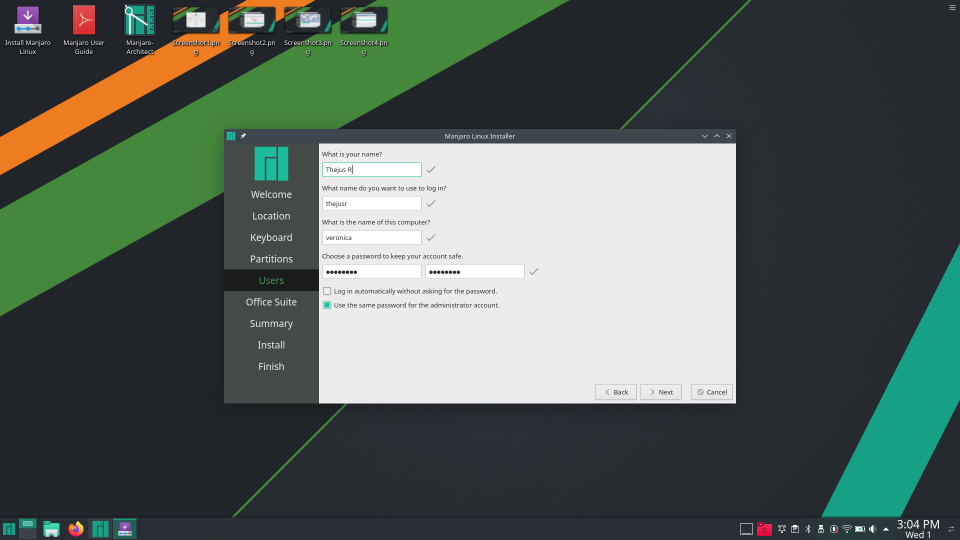 Install Manjaro
Linux
Manjaro User
Guide
Manjaro-
Architect
Screenshot1.pn
g
Screenshot2.pn
g
Screenshot3.pn
g
Screenshot4.pn
g
Manjaro Linux Installer
Welcome
Location
Keyboard
Partitions
Users
Office Suite
Summary
Install
Finish
What is your name?
Thejus R
What name do you want to use to log in?
thejusr
What is the name of this computer?
veronica
Choose a password to keep your account safe.
●●●●●●●● ●●●●●●●●
Log in automatically without asking for the password.
Use the same password for the administrator account.
Back Next Cancel
3:04 PM
Wed 1